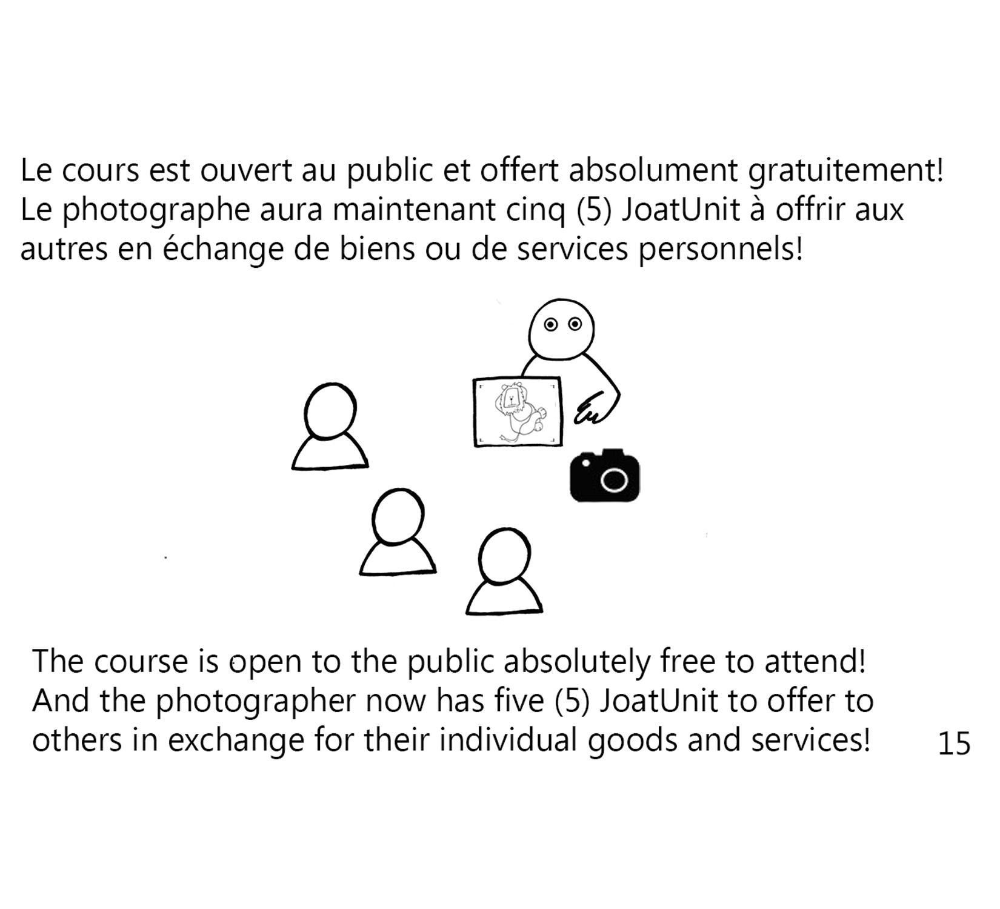 Le cours est ouvert au public et offert absolument gratuitement!
Le photographe aura maintenant cinq (5) JoatUnit à offrir aux
autres en échange de biens ou de services personnels!
The course is open to the public absolutely free to attend!
And the photographer now has five (5) JoatUnit to offer to
others in exchange for their individual goods and services!
15